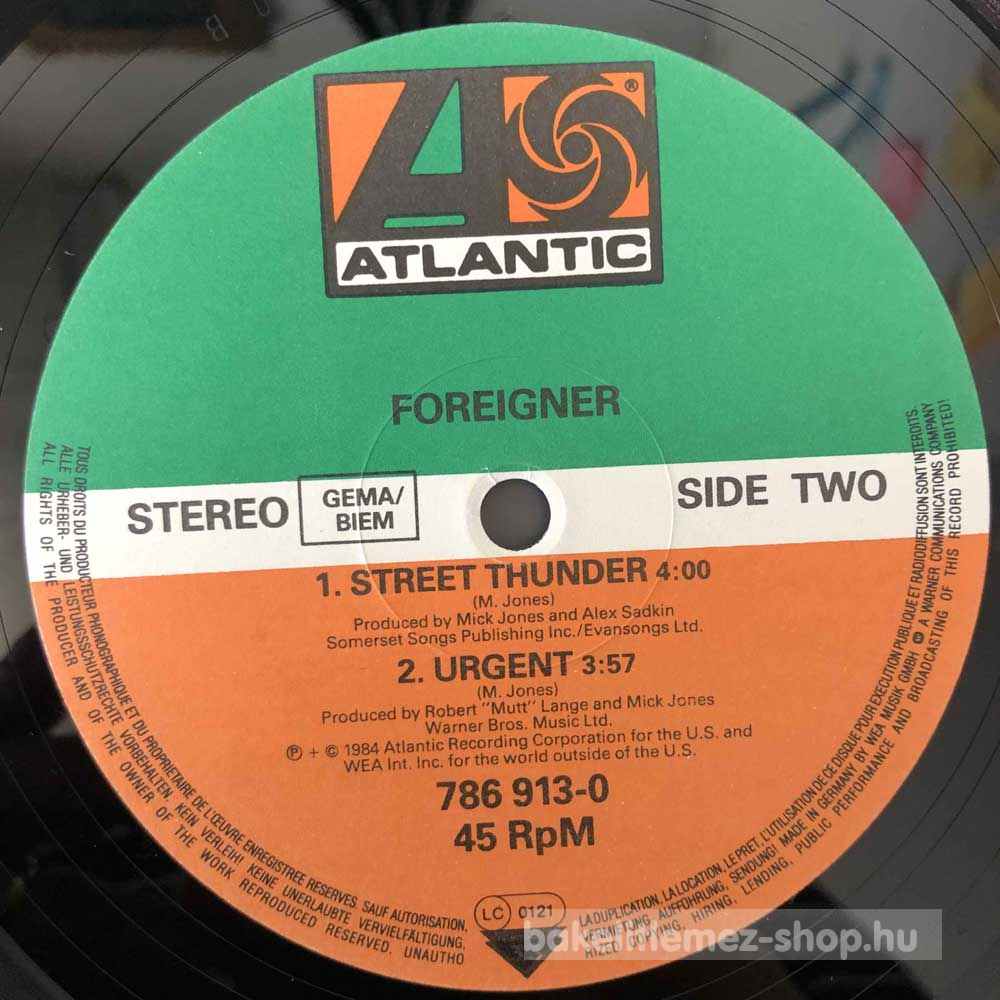 ®
ATLANTIC
FOREIGNER
STEREO
GEMA/
BIEM
SIDE TWO
1. STREET THUNDER 4:00
(M. Jones)
Produced by Mick Jones and Alex Sadkin
Somerset Songs Publishing Inc./Evansongs Ltd.
2. URGENT 3:57
(M. Jones)
Produced by Robert "Mutt" Lange and Mick Jones
Warner Bros. Music Ltd.
℗ + © 1984 Atlantic Recording Corporation for the U.S. and
WEA Int. Inc. for the world outside of the U.S.
786 913-0
45 RpM
LC 0121
TOUS DROITS DU PRODUCTEUR PHONOGRAPHIQUE ET DU PROPRIETAIRE DE L'ŒUVRE ENREGISTREE RESERVES SAUF AUTORISATION, LA DUPLICATION, LA LOCATION, LE PRET, L'UTILISATION DE CE DISQUE POUR EXECUTION PUBLIQUE ET RADIODIFFUSION SONT INTERDITS.
ALLE URHEBER- UND LEISTUNGSSCHUTZRECHTE VORBEHALTEN. KEIN VERLEIH! KEINE UNERLAUBTE VERVIELFÄLTIGUNG, VERMIETUNG, AUFFÜHRUNG, SENDUNG! MADE IN GERMANY BY WEA MUSIK GMBH A WARNER COMMUNICATIONS COMPANY
ALL RIGHTS OF THE PRODUCER AND OF THE OWNER OF THE WORK REPRODUCED RESERVED. UNAUTHORIZED COPYING, HIRING, LENDING, PUBLIC PERFORMANCE AND BROADCASTING OF THIS RECORD PROHIBITED!
bakelitlemez-shop.hu